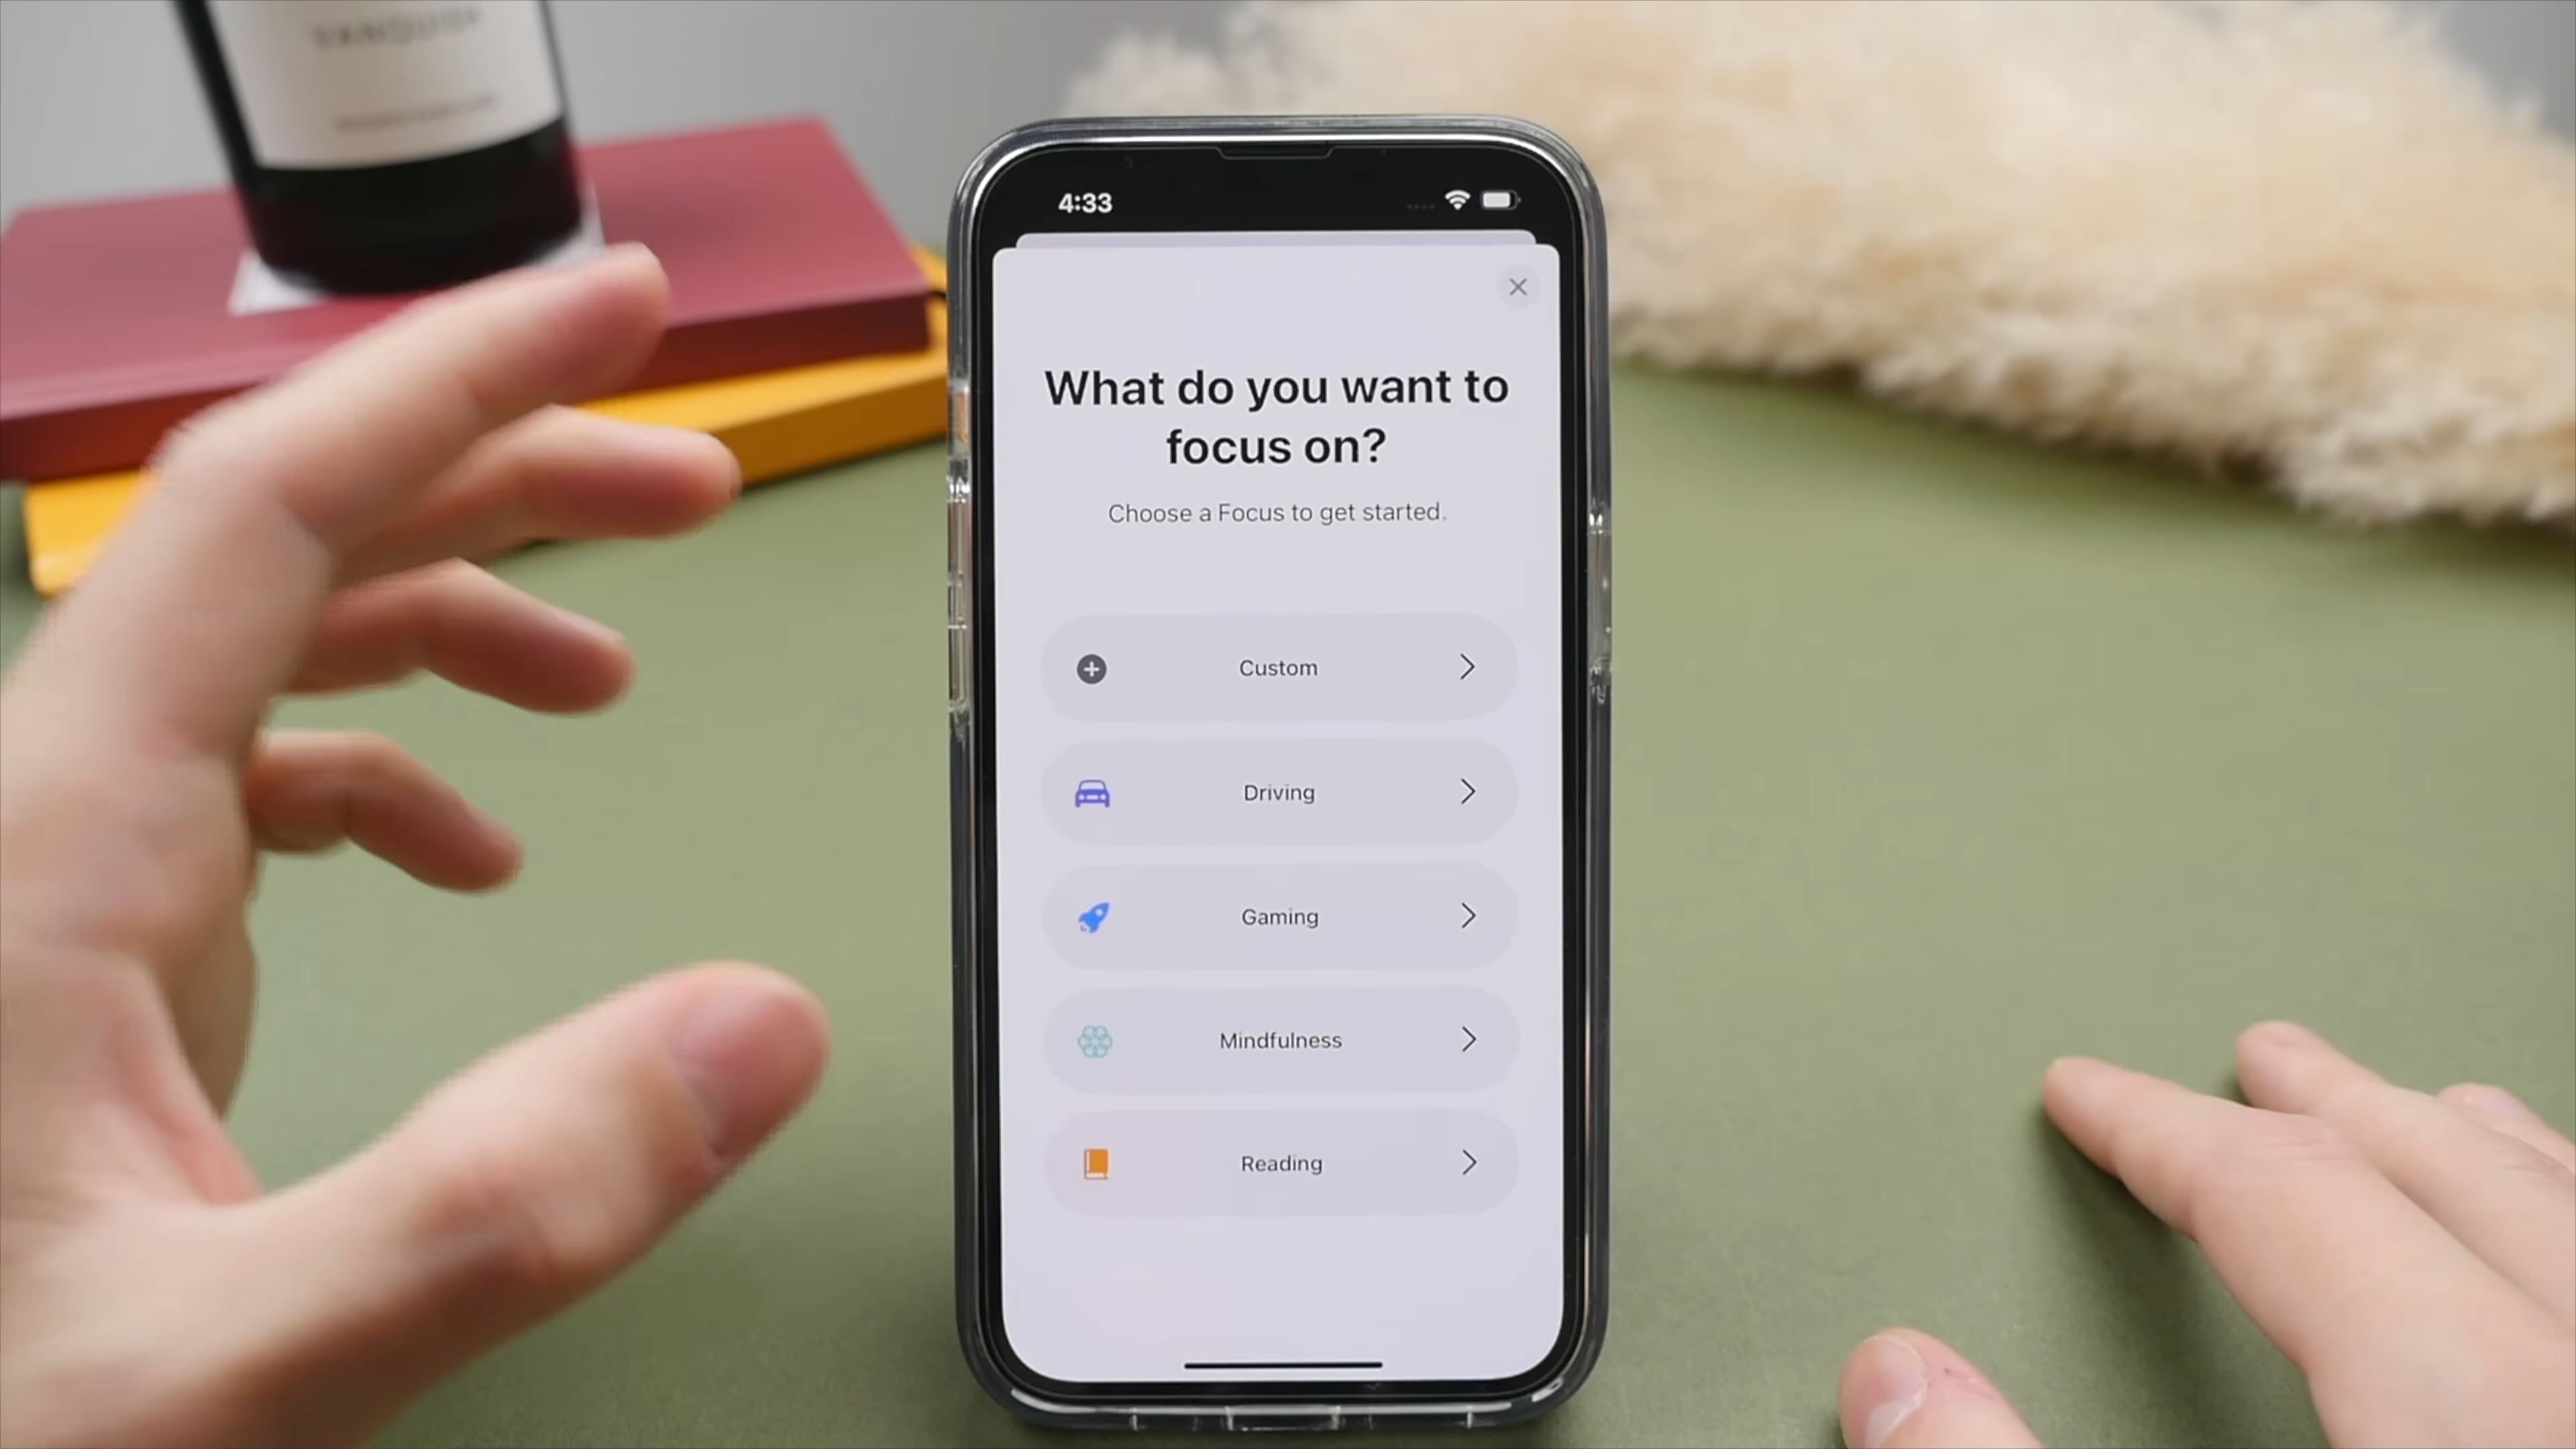 4:33
What do you want to
focus on?
Choose a Focus to get started.
Custom
Driving
Gaming
Mindfulness
Reading